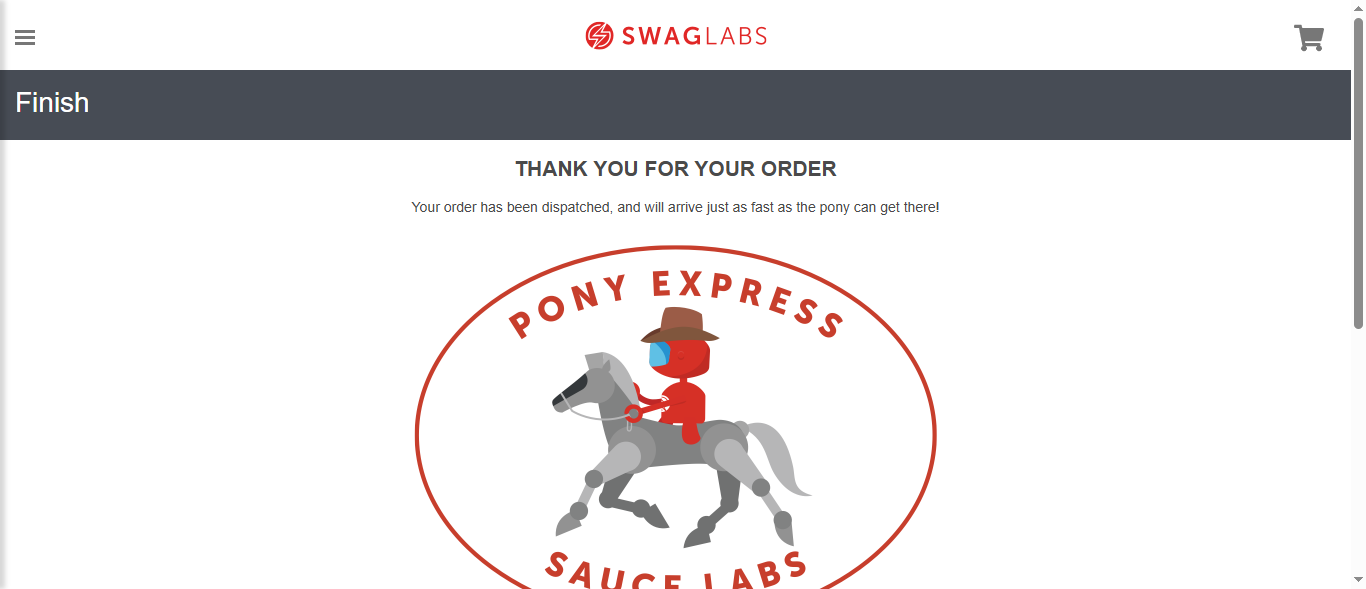 SWAGLABS
Finish
THANK YOU FOR YOUR ORDER
Your order has been dispatched, and will arrive just as fast as the pony can get there!
PONY EXPRESS
SAUCE LABS